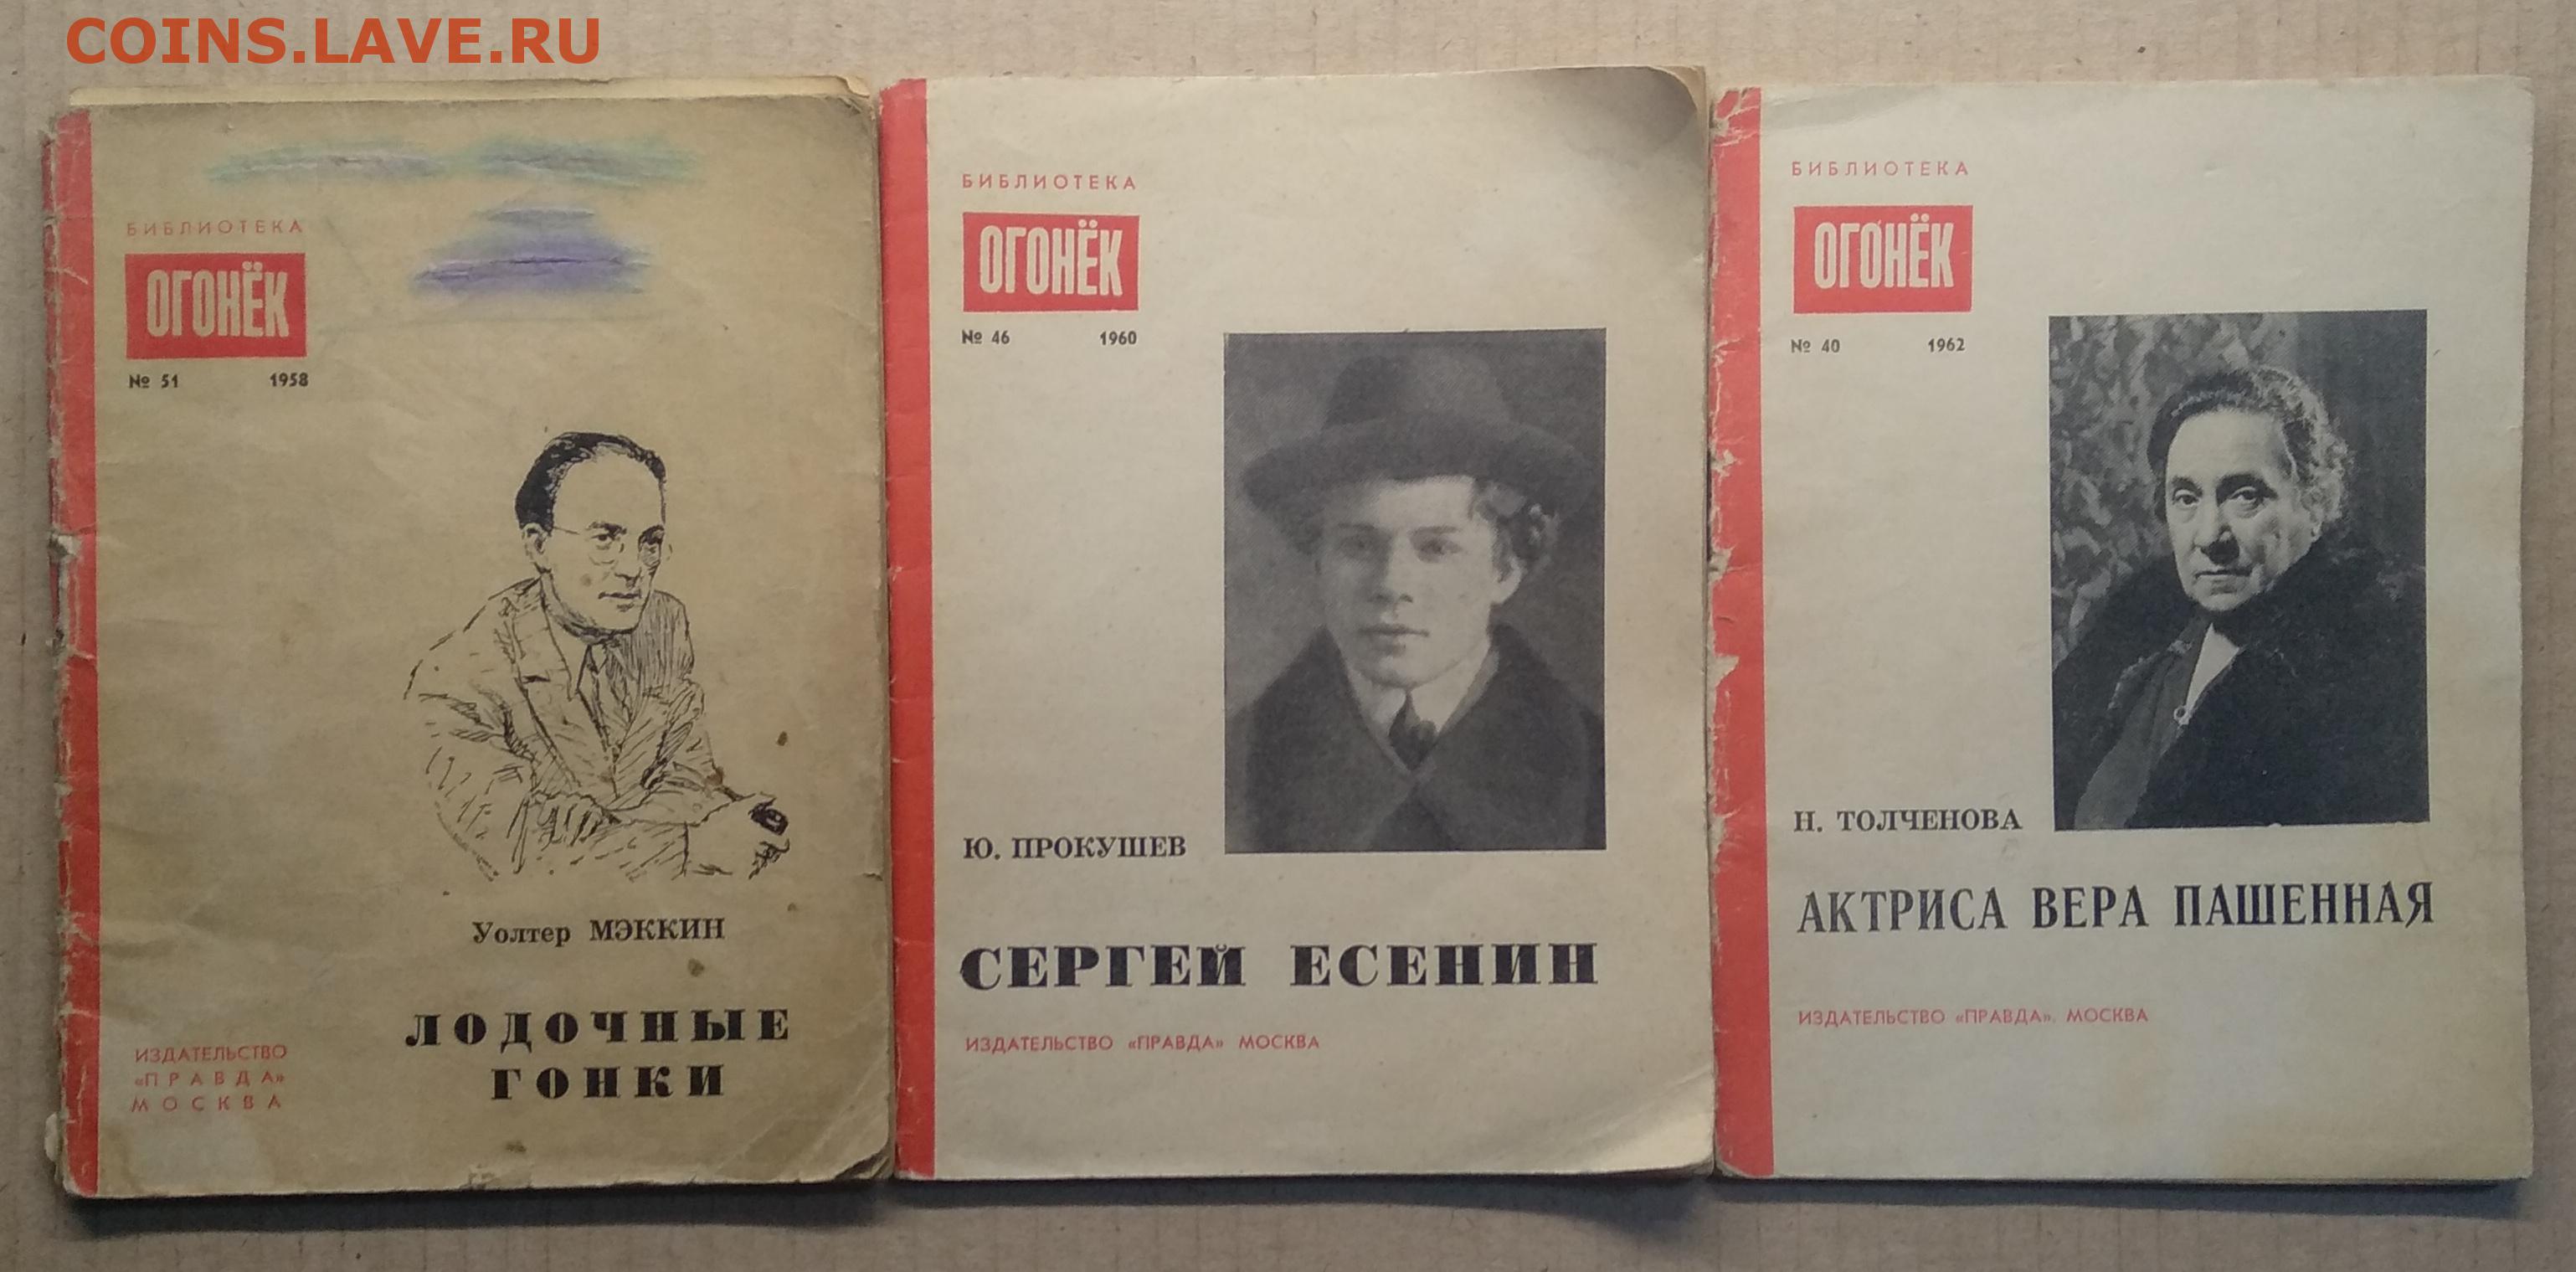 COINS.LAVE.RU
БИБЛИОТЕКА
ОГОНЁК
№ 51 1958
Уолтер МЭККИН
ЛОДОЧНЫЕ
ГОНКИ
ИЗДАТЕЛЬСТВО
«ПРАВДА»
МОСКВА
БИБЛИОТЕКА
ОГОНЁК
№ 46 1960
Ю. ПРОКУШЕВ
СЕРГЕЙ ЕСЕНИН
ИЗДАТЕЛЬСТВО «ПРАВДА» МОСКВА
БИБЛИОТЕКА
ОГОНЁК
№ 40 1962
Н. ТОЛЧЕНОВА
АКТРИСА ВЕРА ПАШЕННАЯ
ИЗДАТЕЛЬСТВО «ПРАВДА». МОСКВА